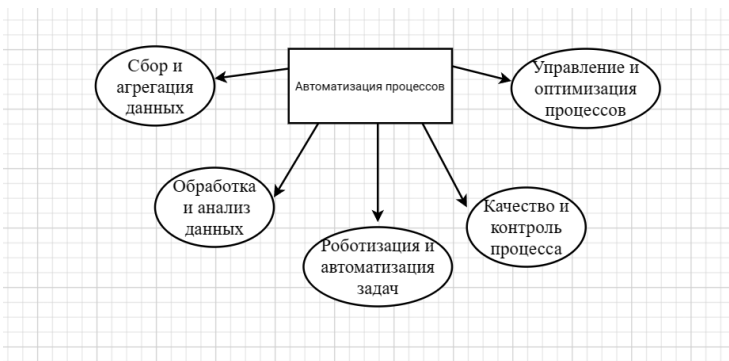 Автоматизация процессов
Сбор и
агрегация
данных
Обработка
и анализ
данных
Роботизация и
автоматизация
задач
Качество и
контроль
процесса
Управление и
оптимизация
процессов